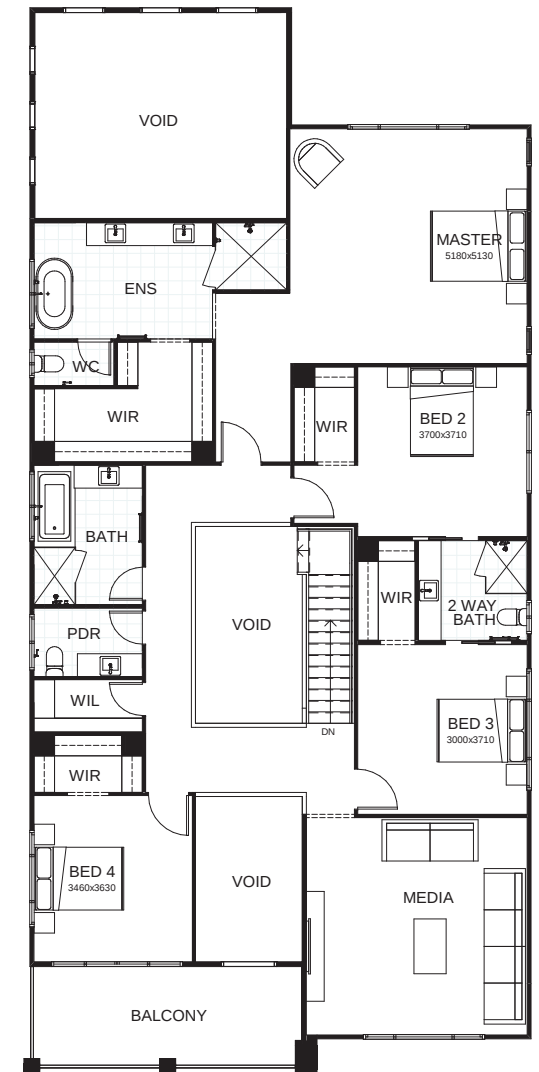 VOID
MASTER
5180x5130
ENS
WC
WIR
WIR
BED 2
3700x3710
BATH
WIR
2 WAY
BATH
VOID
PDR
WIL
BED 3
3000x3710
DN
WIR
BED 4
3460x3630
VOID
MEDIA
BALCONY